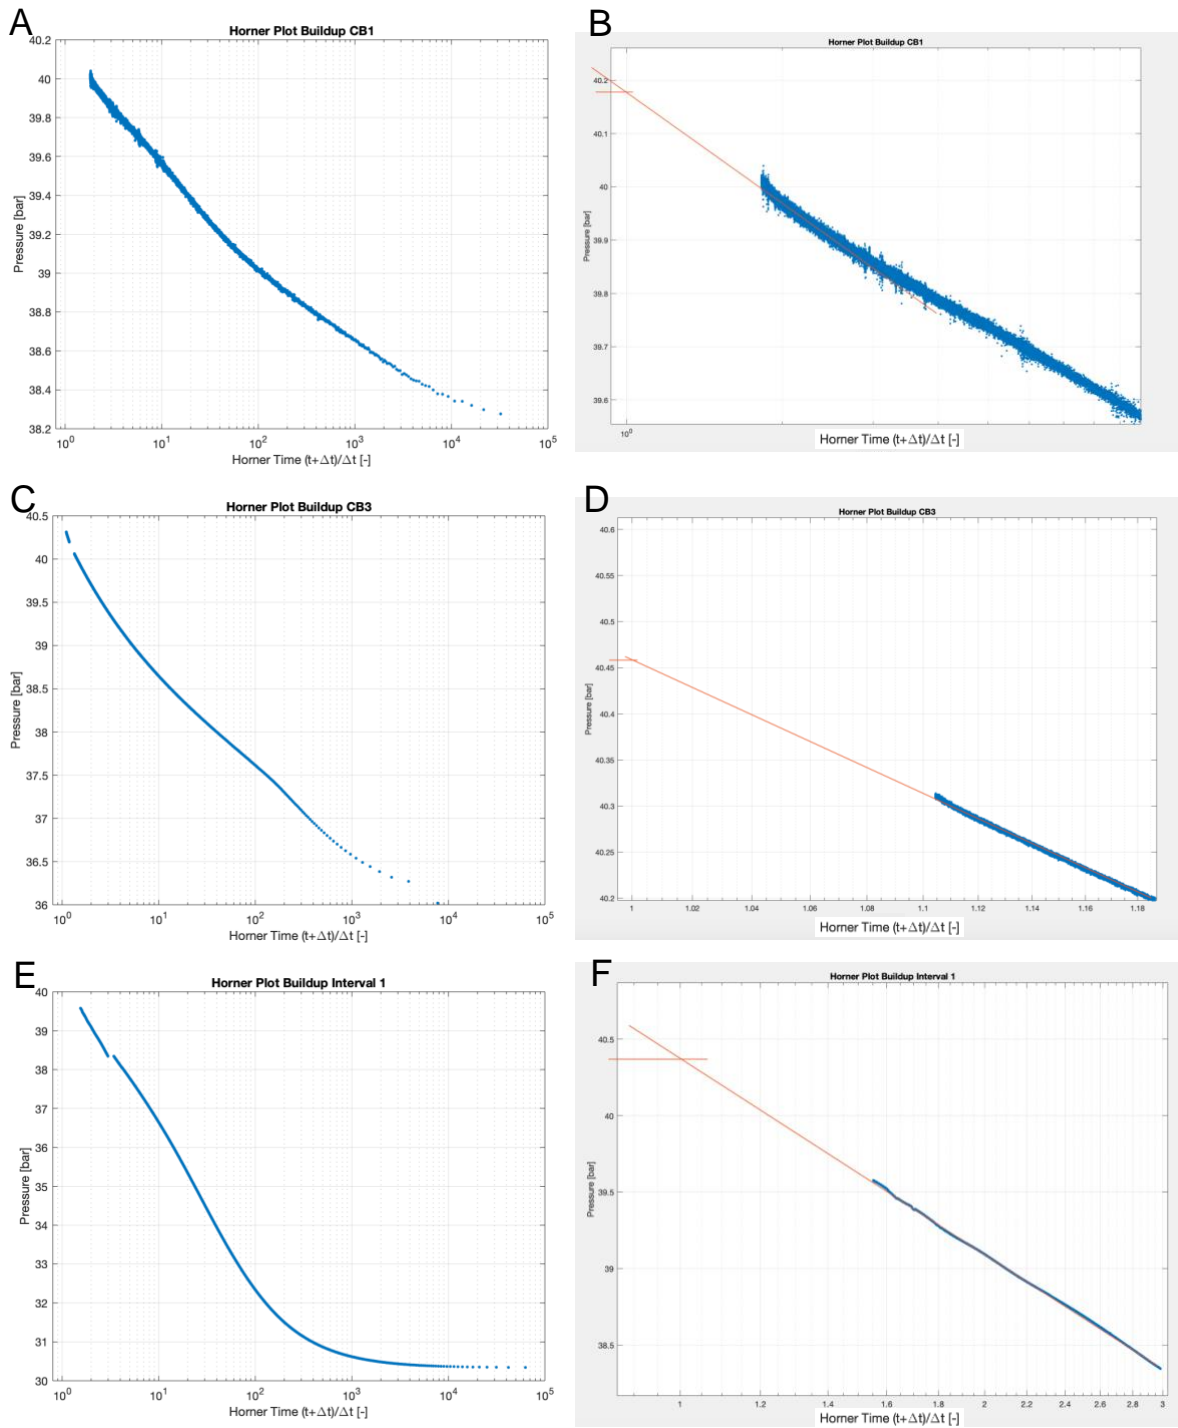 A
Horner Plot Buildup CB1
40.2
40
39.8
39.6
39.4
39.2
39
38.8
38.6
38.4
38.2
Pressure [bar]
10^0 10^1 10^2 10^3 10^4 10^5
Horner Time (t+Δt)/Δt [-]
B
Horner Plot Buildup CB1
40.2
40.1
40
39.9
39.8
39.7
39.6
Pressure [bar]
10^0
Horner Time (t+Δt)/Δt [-]
C
Horner Plot Buildup CB3
40.5
40
39.5
39
38.5
38
37.5
37
36.5
36
Pressure [bar]
10^0 10^1 10^2 10^3 10^4 10^5
Horner Time (t+Δt)/Δt [-]
D
Horner Plot Buildup CB3
40.6
40.55
40.5
40.45
40.4
40.35
40.3
40.25
40.2
Pressure [bar]
1 1.02 1.04 1.06 1.08 1.1 1.12 1.14 1.16 1.18
Horner Time (t+Δt)/Δt [-]
E
Horner Plot Buildup Interval 1
40
39
38
37
36
35
34
33
32
31
30
Pressure [bar]
10^0 10^1 10^2 10^3 10^4 10^5
Horner Time (t+Δt)/Δt [-]
F
Horner Plot Buildup Interval 1
40.5
40
39.5
39
38.5
Pressure [bar]
1 1.2 1.4 1.6 1.8 2 2.2 2.4 2.6 2.8 3
Horner Time (t+Δt)/Δt [-]